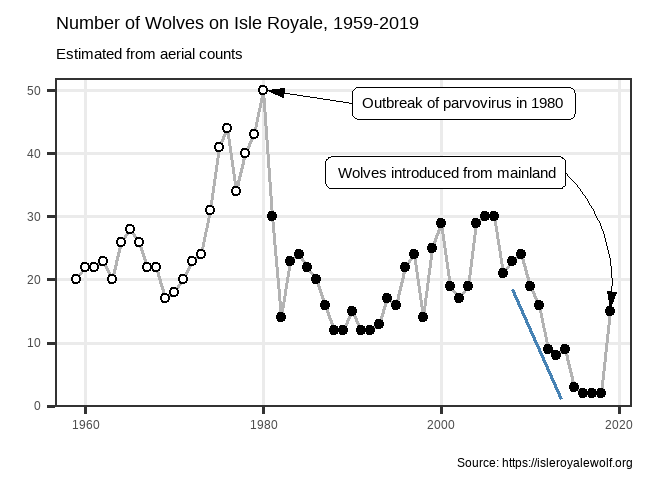 Number of Wolves on Isle Royale, 1959-2019
Estimated from aerial counts
50
40
30
20
10
0
Outbreak of parvovirus in 1980
Wolves introduced from mainland
1960
1980
2000
2020
Source: https://isleroyalewolf.org